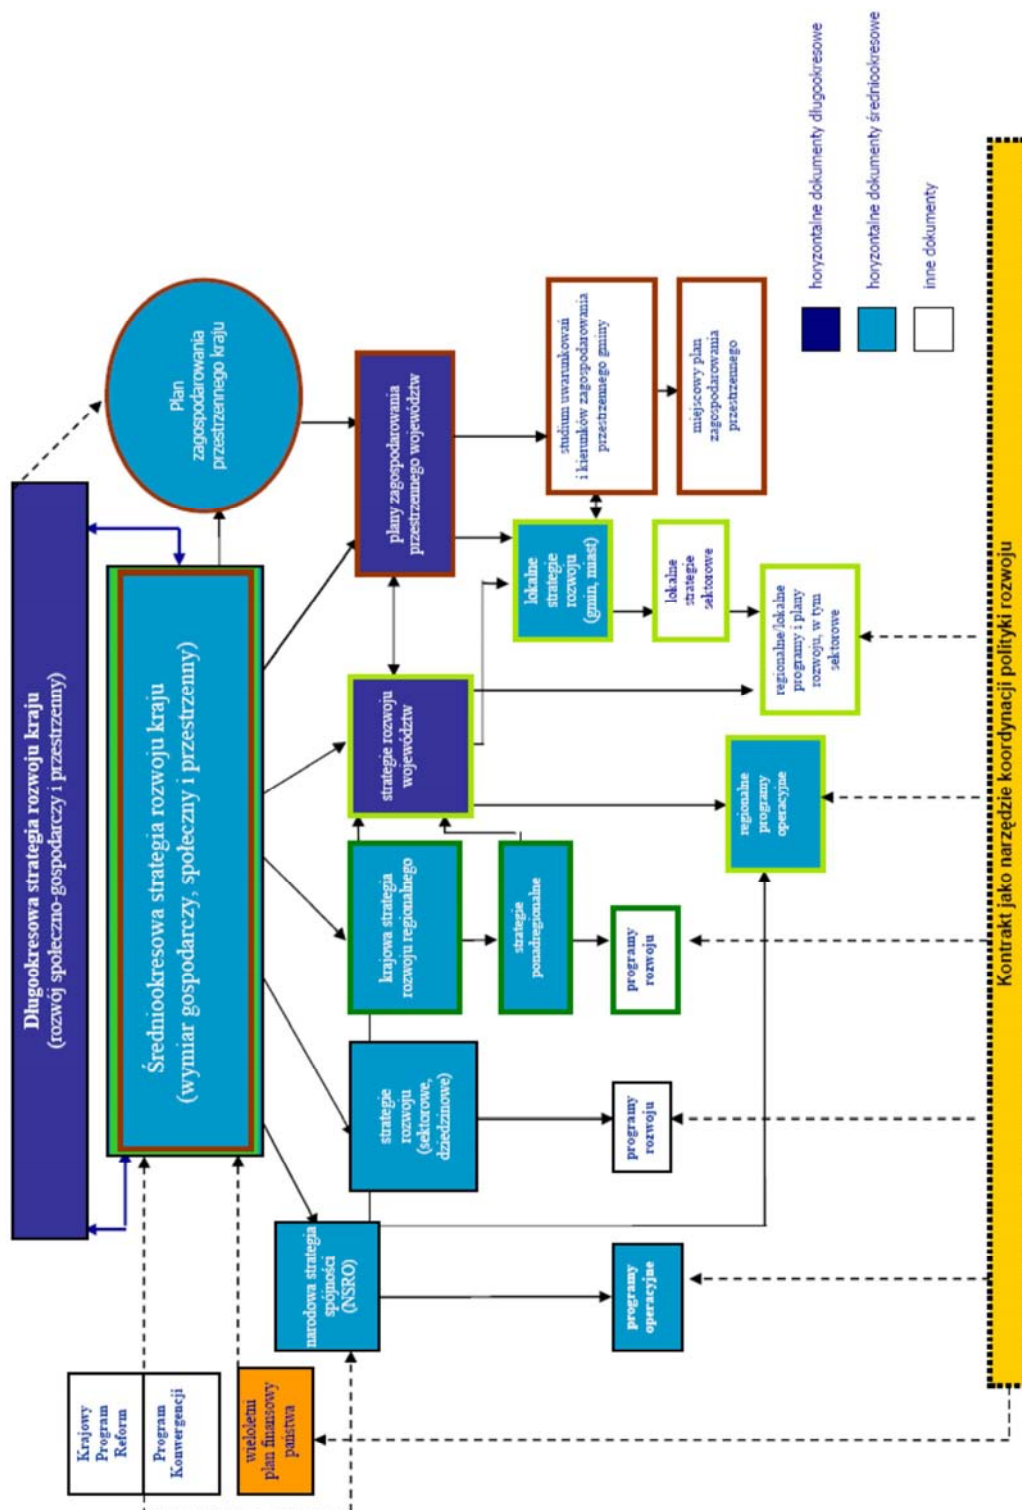 Długookresowa strategia rozwoju kraju
(rozwój społeczno-gospodarczy i przestrzenny)
Średniookresowa strategia rozwoju kraju
(wymiar gospodarczy, społeczny i przestrzenny)
Krajowy
Program
Reform
Program
Konwergencji
wieloletni
plan finansowy
państwa
Plan
zagospodarowania
przestrzennego kraju
narodowa strategia
spójności
(NSRO)
strategie
rozwoju
(sektorowe,
dziedzinowe)
krajowa strategia
rozwoju regionalnego
strategie rozwoju
województw
plany zagospodarowania
przestrzennego województw
strategie
ponadregionalne
lokalne
strategie
rozwoju
(gmin, miast)
studium uwarunkowań
i kierunków zagospodarowania
przestrzennego gminy
programy
operacyjne
programy
rozwoju
programy
rozwoju
lokalne
strategie
sektorowe
miejscowy plan
zagospodarowania
przestrzennego
regionalne
programy
operacyjne
regionalne/lokalne
programy i plany
rozwoju, w tym
sektorowe
horyzontalne dokumenty długookresowe
horyzontalne dokumenty średniookresowe
inne dokumenty
Kontrakt jako narzędzie koordynacji polityki rozwoju